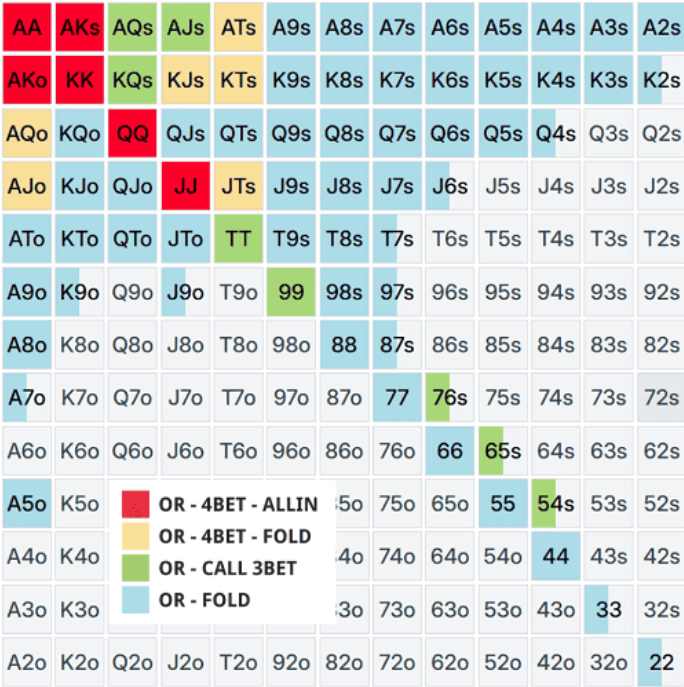 AA AKs AQs AJs ATs A9s A8s A7s A6s A5s A4s A3s A2s
AKo KK KQs KJs KTs K9s K8s K7s K6s K5s K4s K3s K2s
AQo KQo QQ QJs QTs Q9s Q8s Q7s Q6s Q5s Q4s Q3s Q2s
AJo KJo QJo JJ JTs J9s J8s J7s J6s J5s J4s J3s J2s
ATo KTo QTo JTo TT T9s T8s T7s T6s T5s T4s T3s T2s
A9o K9o Q9o J9o T9o 99 98s 97s 96s 95s 94s 93s 92s
A8o K8o Q8o J8o T8o 98o 88 87s 86s 85s 84s 83s 82s
A7o K7o Q7o J7o T7o 97o 87o 77 76s 75s 74s 73s 72s
A6o K6o Q6o J6o T6o 96o 86o 76o 66 65s 64s 63s 62s
A5o K5o 5o 75o 65o 55 54s 53s 52s
A4o K4o 4o 74o 64o 54o 44 43s 42s
A3o K3o 3o 73o 63o 53o 43o 33 32s
A2o K2o Q2o J2o T2o 92o 82o 72o 62o 52o 42o 32o 22
OR - 4BET - ALLIN
OR - 4BET - FOLD
OR - CALL 3BET
OR - FOLD